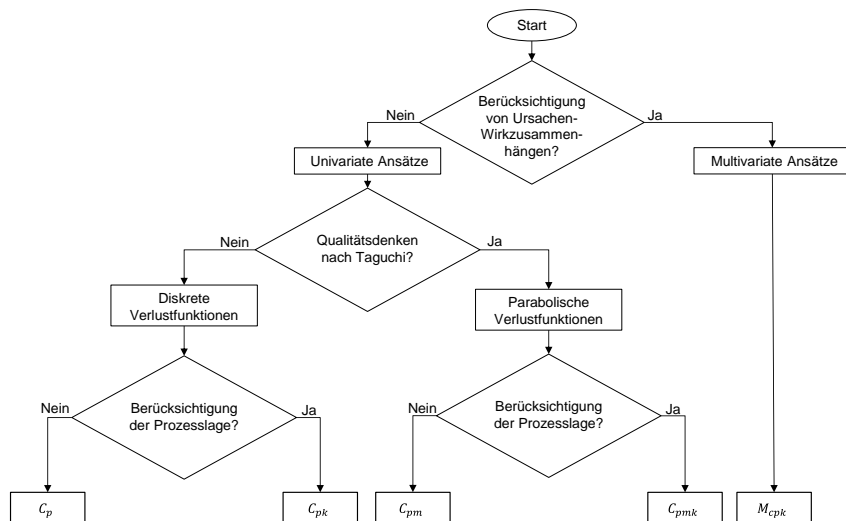 Start
Berücksichtigung
von Ursachen-
Wirkzusammen-
hängen?
Nein
Ja
Univariate Ansätze
Multivariate Ansätze
Qualitätsdenken
nach Taguchi?
Nein
Ja
Diskrete
Verlustfunktionen
Parabolische
Verlustfunktionen
Berücksichtigung
der Prozesslage?
Nein
Ja
Berücksichtigung
der Prozesslage?
Nein
Ja
C_p
C_pk
C_pm
C_pmk
M_cpk